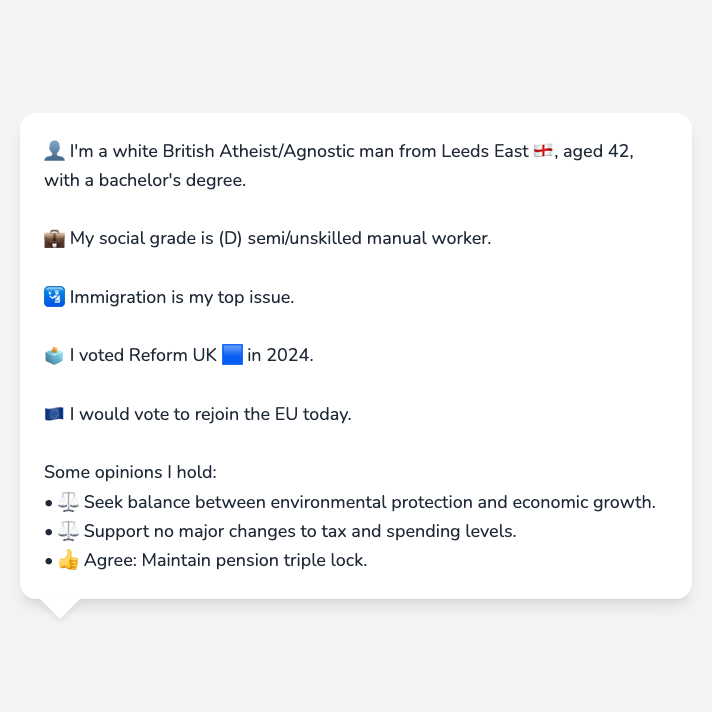 👤 I'm a white British Atheist/Agnostic man from Leeds East 🏴󠁧󠁢󠁥󠁮󠁧󠁿, aged 42,
with a bachelor's degree.
💼 My social grade is (D) semi/unskilled manual worker.
🛂 Immigration is my top issue.
🗳️ I voted Reform UK 🟦 in 2024.
🇪🇺 I would vote to rejoin the EU today.
Some opinions I hold:
• ⚖️ Seek balance between environmental protection and economic growth.
• ⚖️ Support no major changes to tax and spending levels.
• 👍 Agree: Maintain pension triple lock.